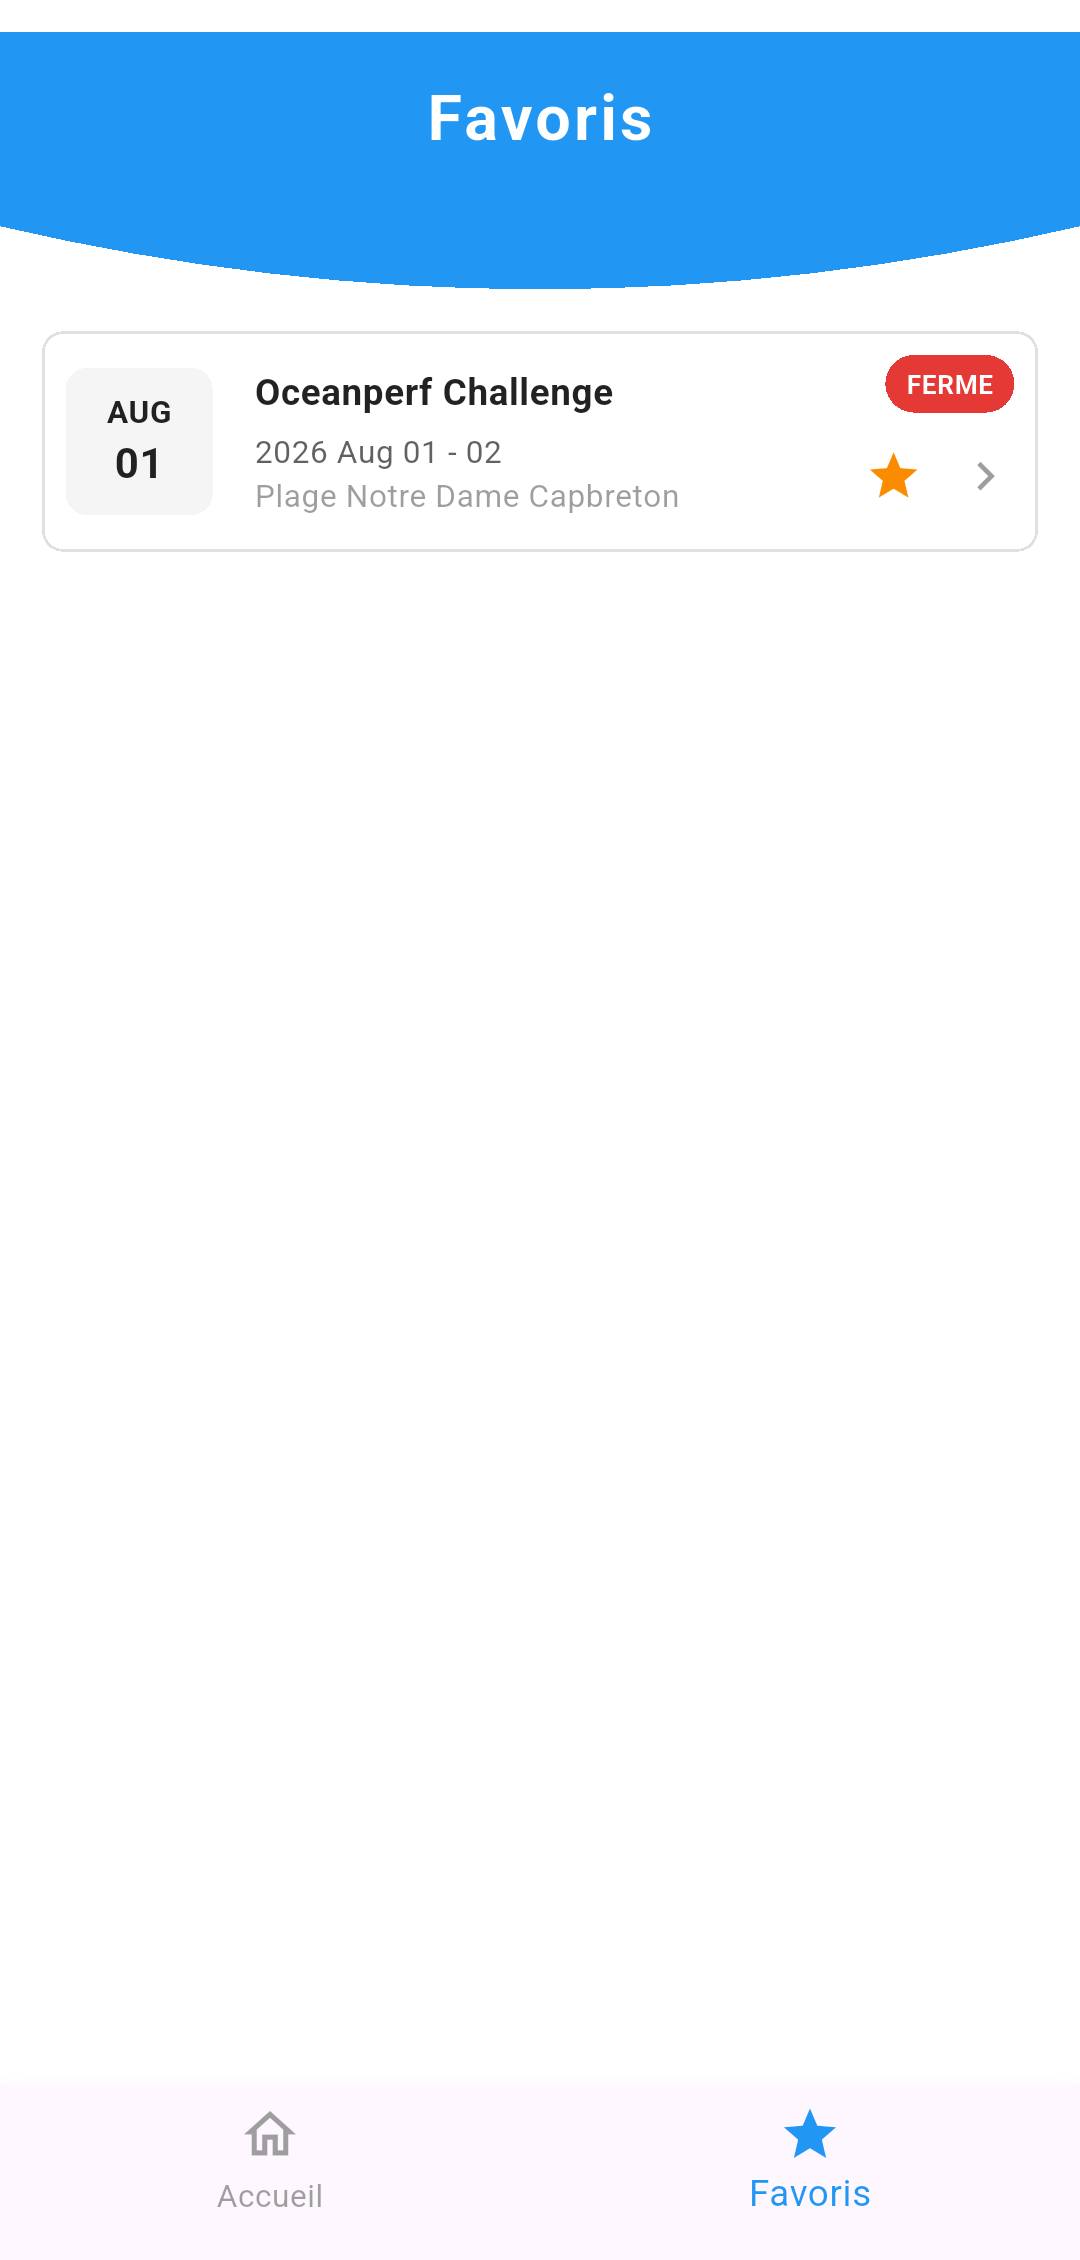 Favoris
AUG
01
Oceanperf Challenge
2026 Aug 01 - 02
Plage Notre Dame Capbreton
FERME
Accueil
Favoris